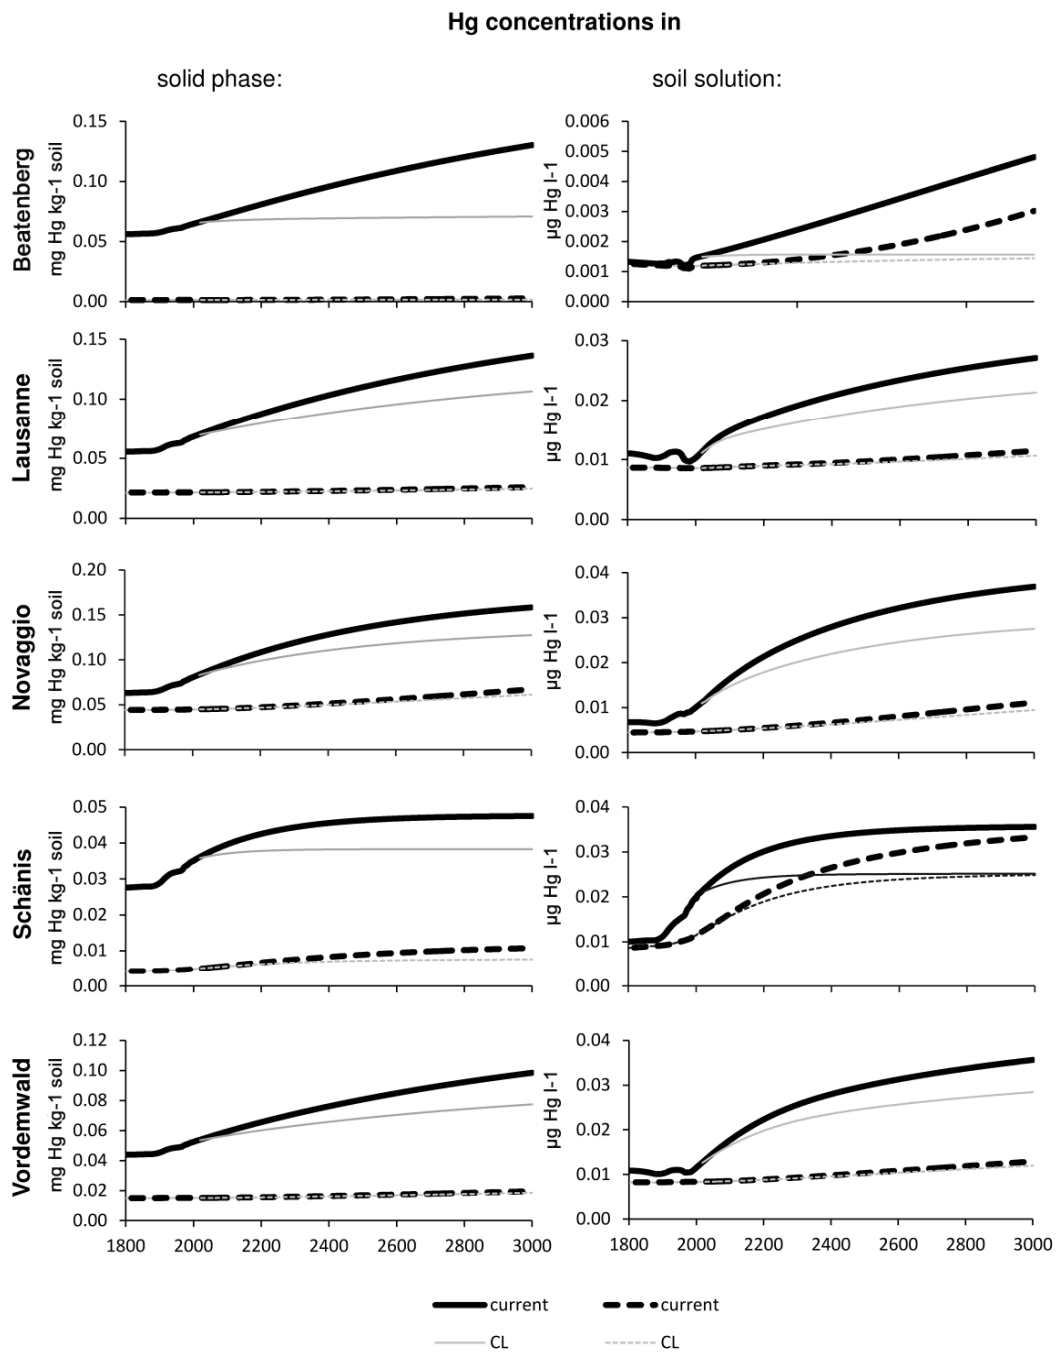 Hg concentrations in
solid phase:
soil solution:
Beatenberg
mg Hg kg-1 soil
0.15
0.10
0.05
0.00
µg Hg l-1
0.006
0.005
0.004
0.003
0.002
0.001
0.000
Lausanne
mg Hg kg-1 soil
0.15
0.10
0.05
0.00
1800 2000 2200 2400 2600 2800 3000
µg Hg l-1
0.03
0.02
0.01
0.00
Novaggio
mg Hg kg-1 soil
0.20
0.15
0.10
0.05
0.00
µg Hg l-1
0.04
0.03
0.02
0.01
0.00
Schänis
mg Hg kg-1 soil
0.05
0.04
0.03
0.02
0.01
0.00
µg Hg l-1
0.04
0.03
0.02
0.01
0.00
Vordemwald
mg Hg kg-1 soil
0.12
0.10
0.08
0.06
0.04
0.02
0.00
1800 2000 2200 2400 2600 2800 3000
µg Hg l-1
0.04
0.03
0.02
0.01
0.00
1800 2000 2200 2400 2600 2800 3000
current current
CL CL